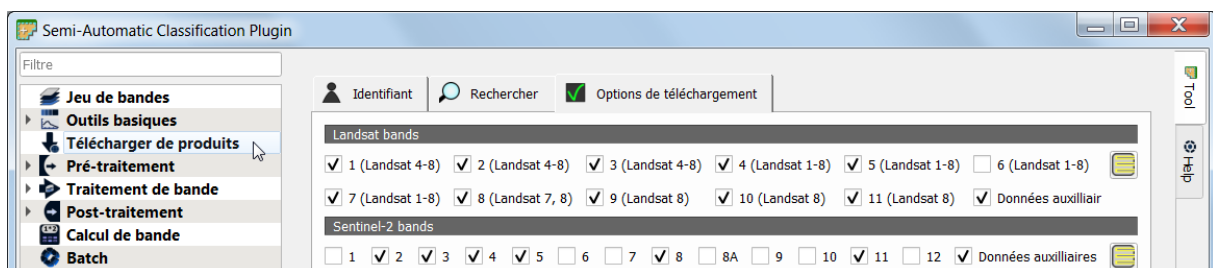 Semi-Automatic Classification Plugin
Filtre
Jeu de bandes
Outils basiques
Télécharger de produits
Pré-traitement
Traitement de bande
Post-traitement
Calcul de bande
Batch
Identifiant Rechercher Options de téléchargement
Landsat bands
1 (Landsat 4-8) 2 (Landsat 4-8) 3 (Landsat 4-8) 4 (Landsat 1-8) 5 (Landsat 1-8) 6 (Landsat 1-8)
7 (Landsat 1-8) 8 (Landsat 7, 8) 9 (Landsat 8) 10 (Landsat 8) 11 (Landsat 8) Données auxilliair
Sentinel-2 bands
1 2 3 4 5 6 7 8 8A 9 10 11 12 Données auxilliaires
Tool
Help